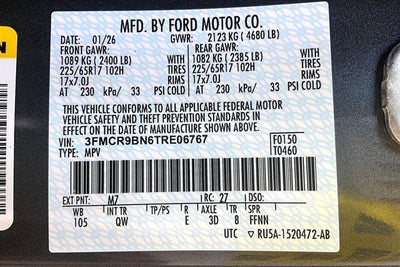 MFD. BY FORD MOTOR CO.
DATE: 01/26 GVWR: 2123 KG ( 4680 LB)
FRONT GAWR: REAR GAWR:
1089 KG ( 2400 LB) WITH 1082 KG ( 2385 LB) WITH
225/65R17 102H TIRES 225/65R17 102H TIRES
17x7.0J RIMS 17x7.0J RIMS
AT 230 kPa/ 33 PSI COLD AT 230 kPa/ 33 PSI COLD
THIS VEHICLE CONFORMS TO ALL APPLICABLE FEDERAL MOTOR
VEHICLE SAFETY AND THEFT PREVENTION STANDARDS IN
EFFECT ON THE DATE OF MANUFACTURE SHOWN ABOVE.
VIN: 3FMCR9BN6TRE06767 F0150
TYPE: MPV T0460
EXT PNT: M7 RC: 27 DSO:
WB INT TR TP/PS R AXLE TR SPR
105 QW E 3D 8 FFNN
UTC ▽ RU5A-1520472-AB